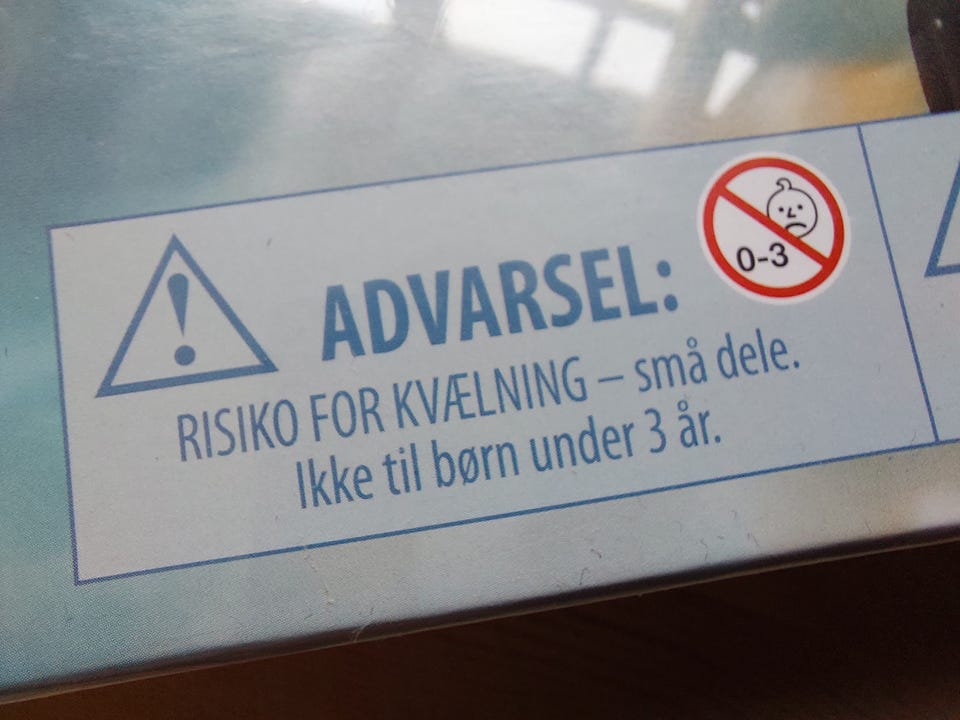 ADVARSEL:
0-3
RISIKO FOR KVÆLNING – små dele.
Ikke til børn under 3 år.